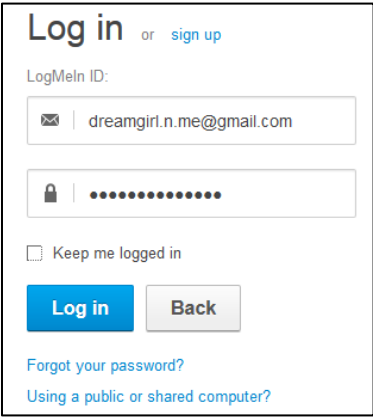 Log in or sign up
LogMeIn ID:
dreamgirl.n.me@gmail.com
••••••••••••••
Keep me logged in
Log in Back
Forgot your password?
Using a public or shared computer?